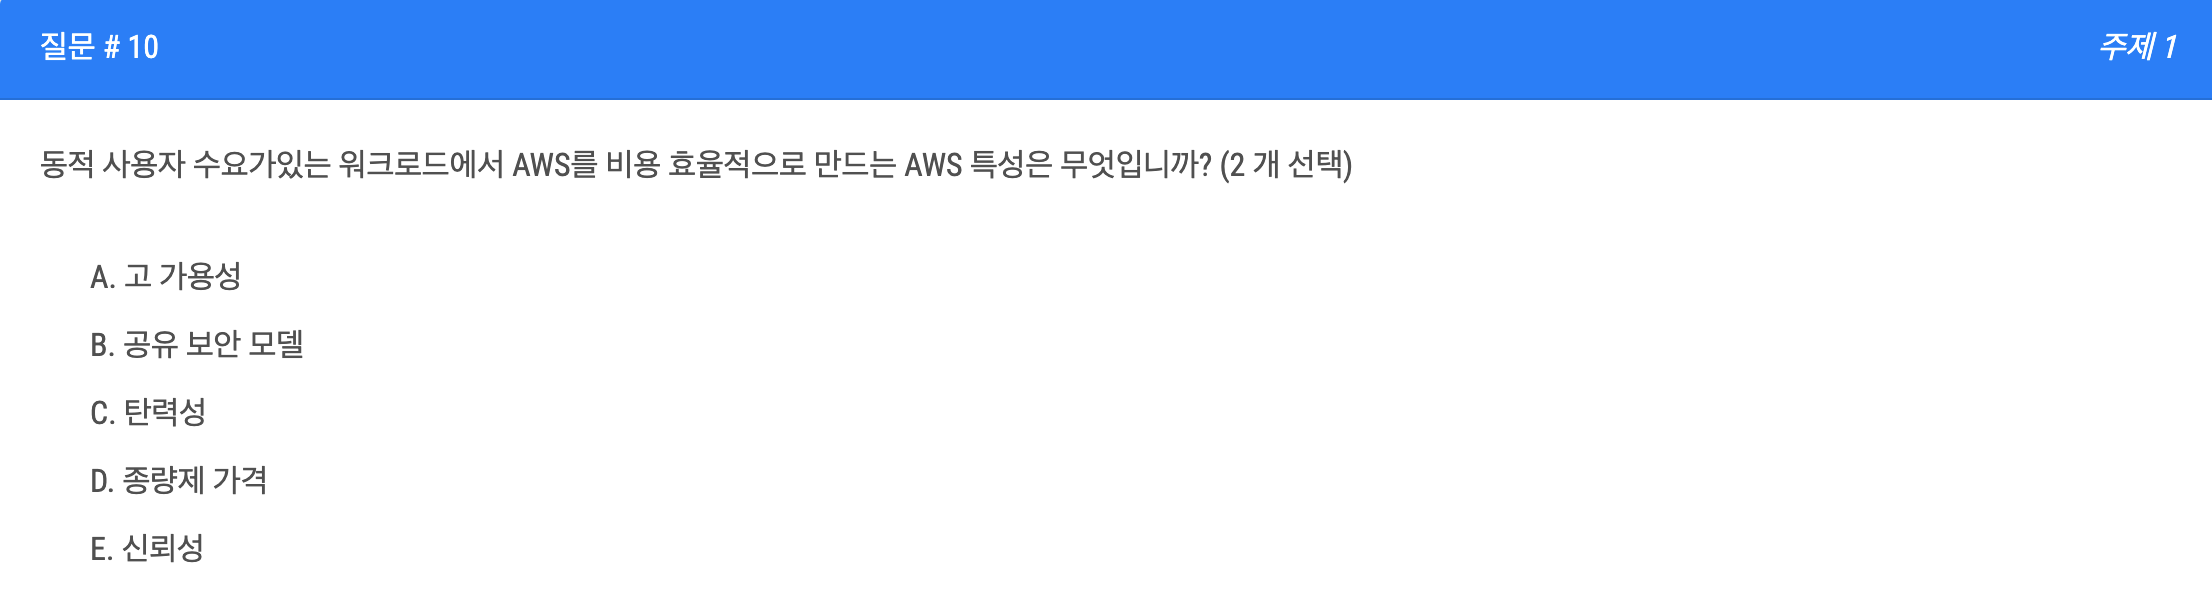 질문 # 10
주제 1
동적 사용자 수요가있는 워크로드에서 AWS를 비용 효율적으로 만드는 AWS 특성은 무엇입니까? (2 개 선택)
A. 고 가용성
B. 공유 보안 모델
C. 탄력성
D. 종량제 가격
E. 신뢰성